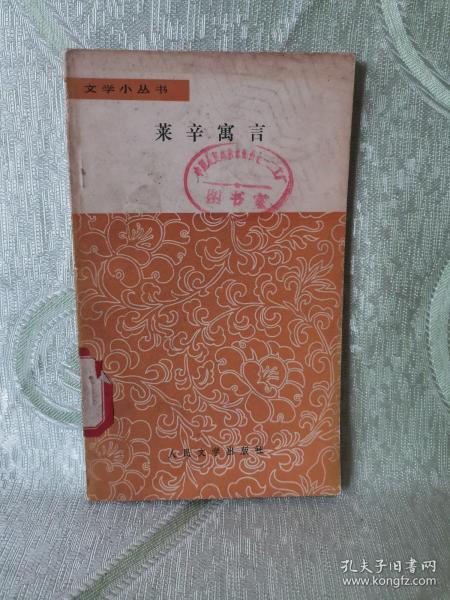 文学小丛书
莱辛寓言
图书室
人民文学出版社
孔夫子旧书网
www.kongfz.com